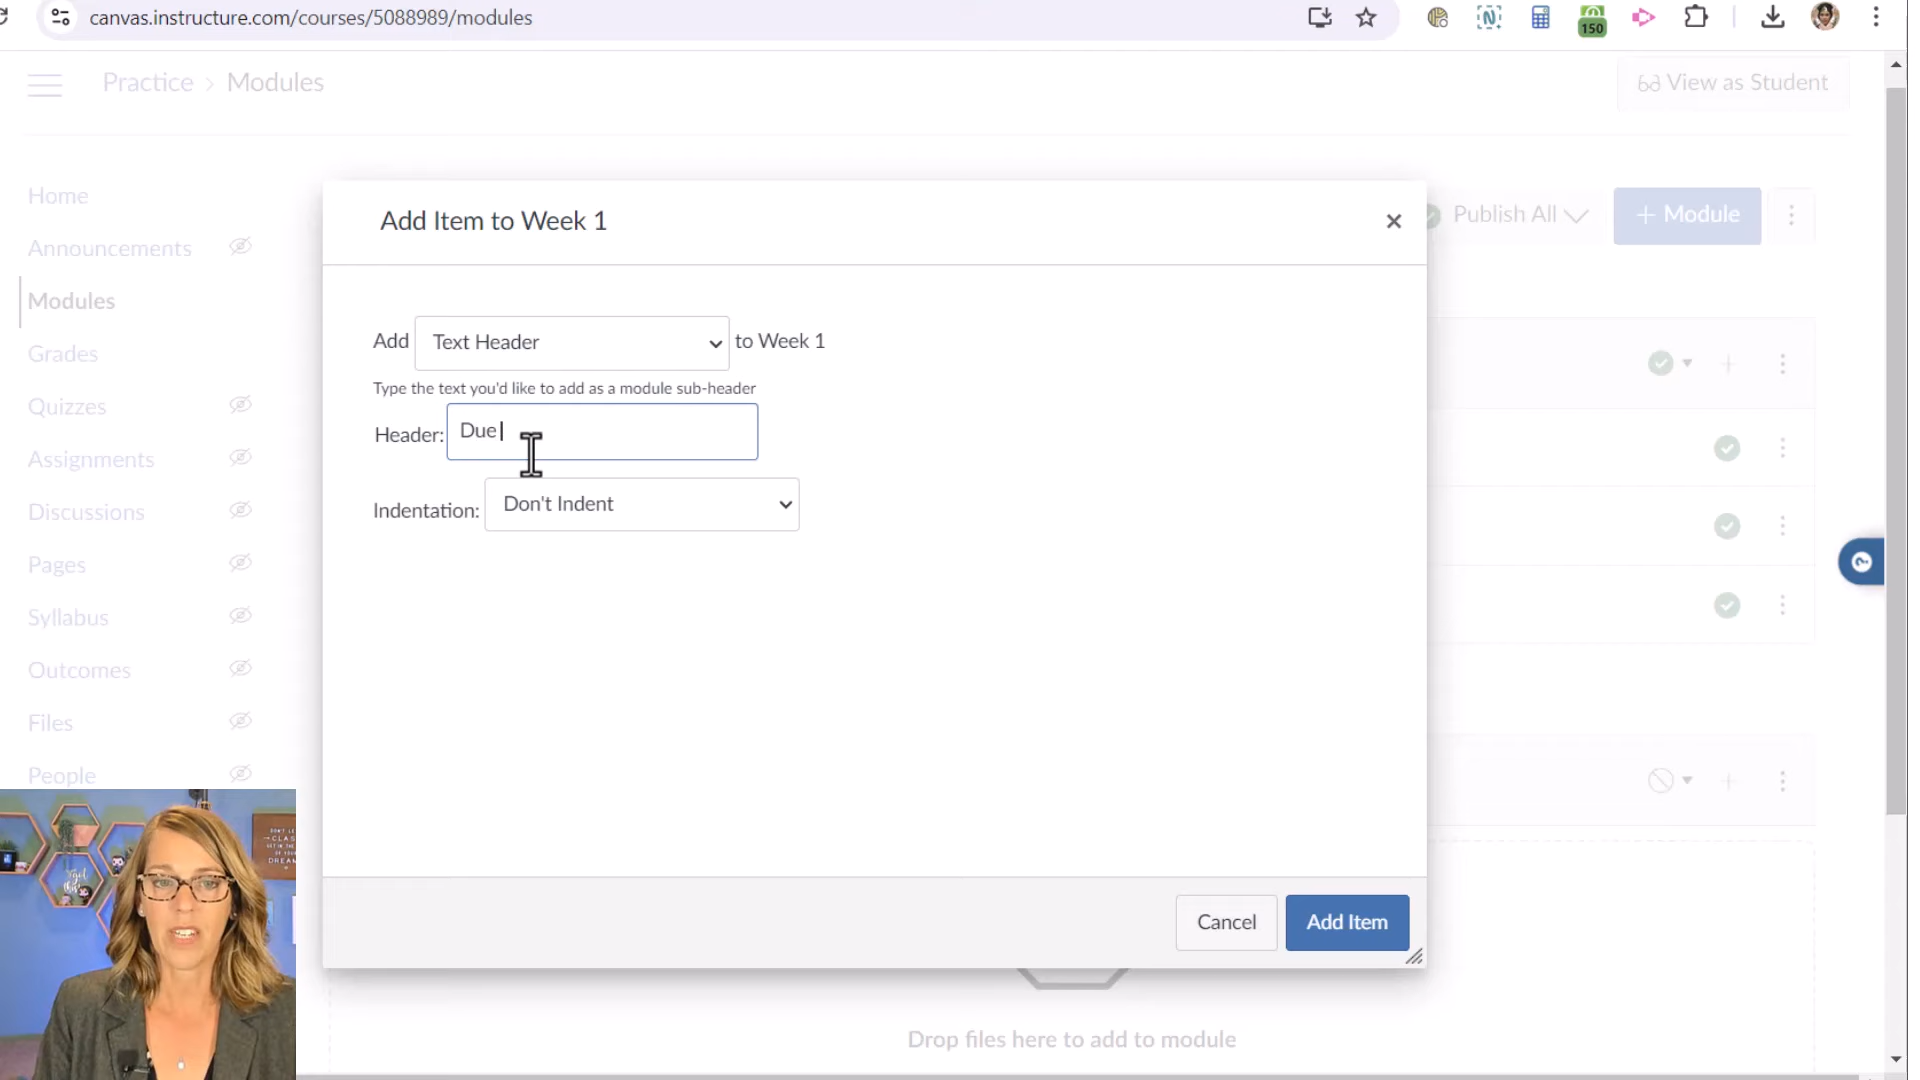 canvas.instructure.com/courses/5088989/modules
150
Practice > Modules
View as Student
Home
Announcements
Modules
Grades
Quizzes
Assignments
Discussions
Pages
Syllabus
Outcomes
Files
People
Publish All
+ Module
Add Item to Week 1
Add Text Header to Week 1
Type the text you'd like to add as a module sub-header
Header: Due
Indentation: Don't Indent
Cancel
Add Item
Drop files here to add to module